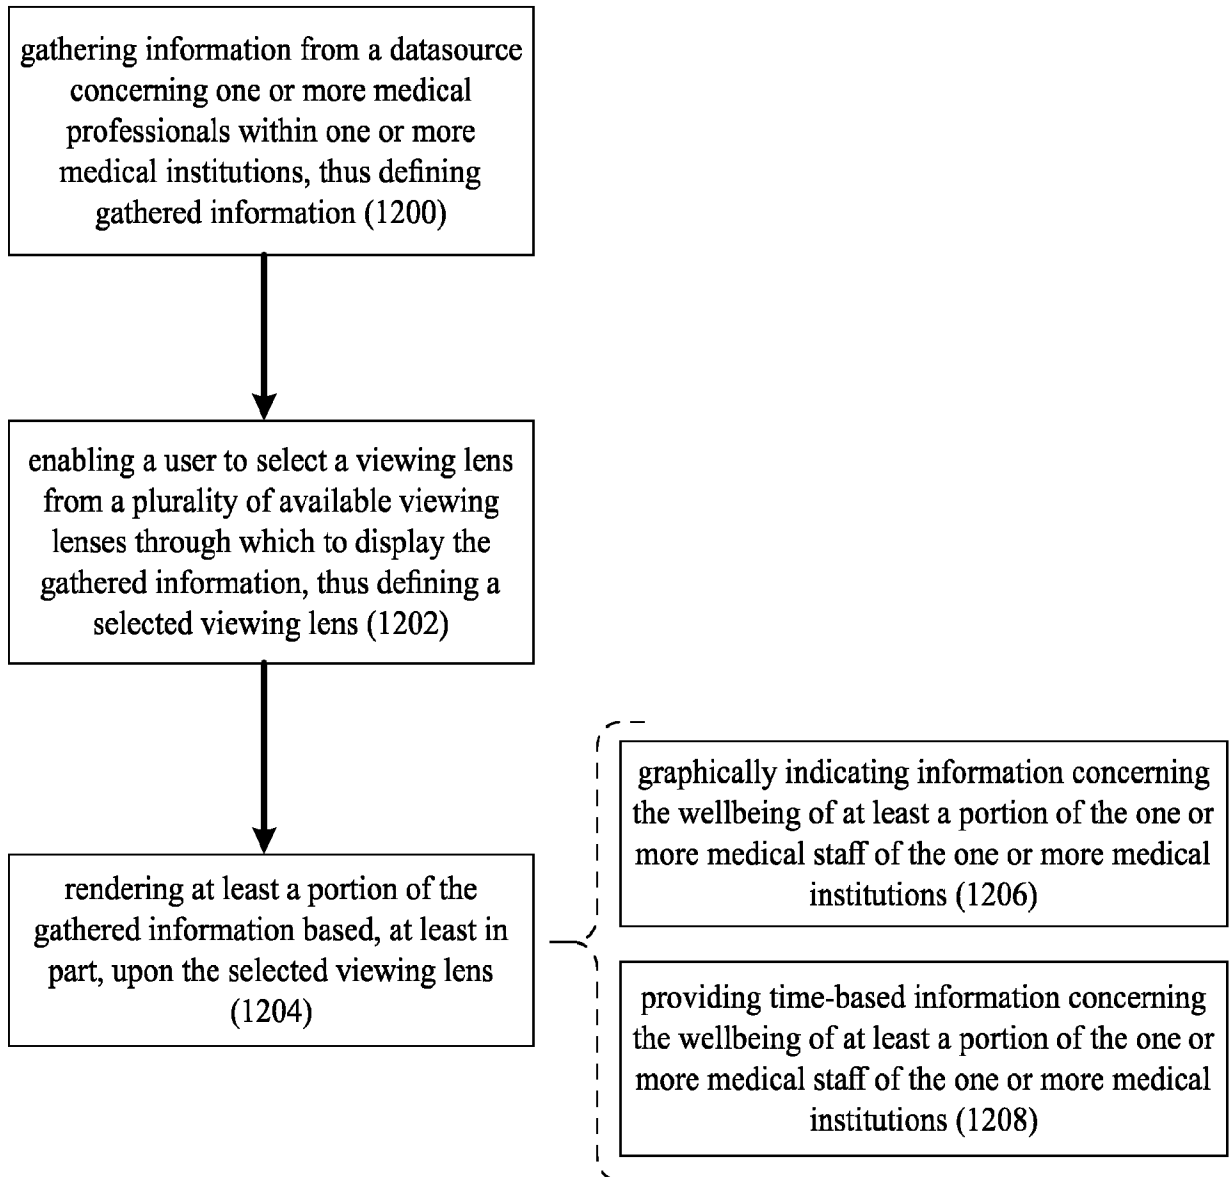 gathering information from a datasource
concerning one or more medical
professionals within one or more
medical institutions, thus defining
gathered information (1200)
enabling a user to select a viewing lens
from a plurality of available viewing
lenses through which to display the
gathered information, thus defining a
selected viewing lens (1202)
rendering at least a portion of the
gathered information based, at least in
part, upon the selected viewing lens
(1204)
graphically indicating information concerning
the wellbeing of at least a portion of the one or
more medical staff of the one or more medical
institutions (1206)
providing time-based information concerning
the wellbeing of at least a portion of the one or
more medical staff of the one or more medical
institutions (1208)